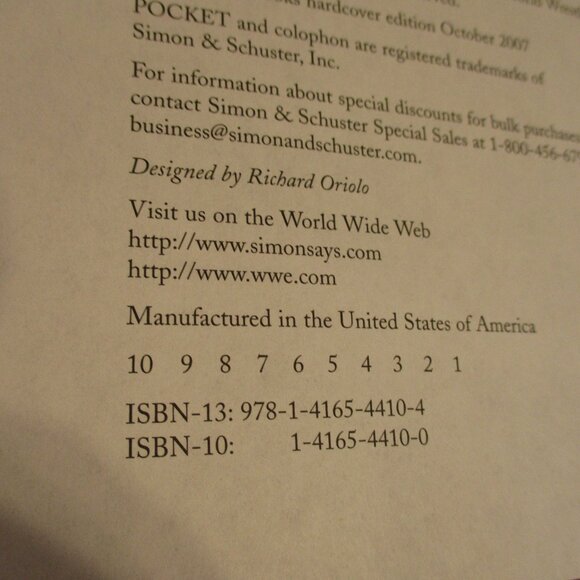 hardcover edition October 2007
POCKET and colophon are registered trademarks of
Simon & Schuster, Inc.
For information about special discounts for bulk purchases,
contact Simon & Schuster Special Sales at 1-800-456-67
business@simonandschuster.com.
Designed by Richard Oriolo
Visit us on the World Wide Web
http://www.simonsays.com
http://www.wwe.com
Manufactured in the United States of America
10 9 8 7 6 5 4 3 2 1
ISBN-13: 978-1-4165-4410-4
ISBN-10: 1-4165-4410-0